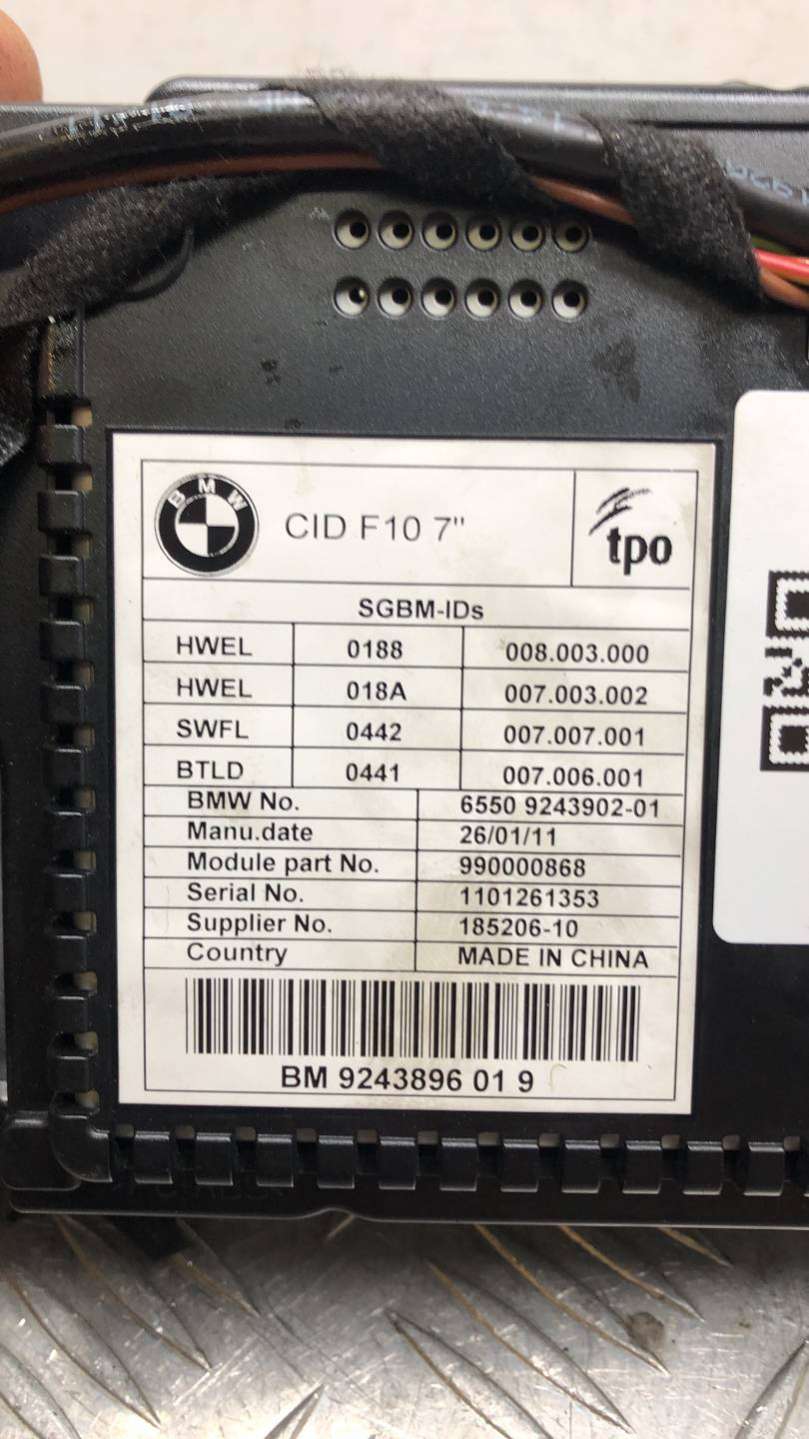 BMW
CID F10 7"
tpo
SGBM-IDs
HWEL 0188 008.003.000
HWEL 018A 007.003.002
SWFL 0442 007.007.001
BTLD 0441 007.006.001
BMW No. 6550 9243902-01
Manu.date 26/01/11
Module part No. 990000868
Serial No. 1101261353
Supplier No. 185206-10
Country MADE IN CHINA
BM 9243896 01 9